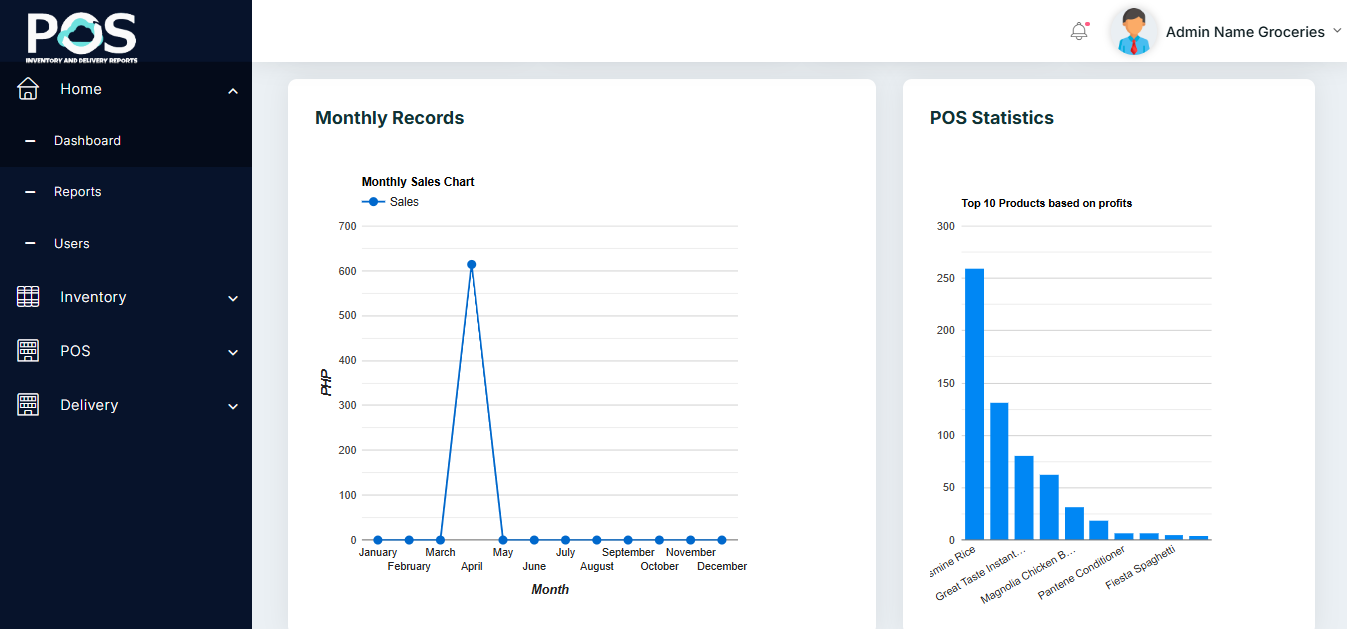 POS
INVENTORY AND DELIVERY REPORTS
Home
Dashboard
Reports
Users
Inventory
POS
Delivery
Admin Name Groceries
Monthly Records
Monthly Sales Chart
Sales
700
600
500
400
300
200
100
0
PHP
January
February
March
April
May
June
July
August
September
October
November
December
Month
POS Statistics
Top 10 Products based on profits
300
250
200
150
100
50
0
smine Rice
Great Taste Instant...
Magnolia Chicken B...
Pantene Conditioner
Fiesta Spaghetti